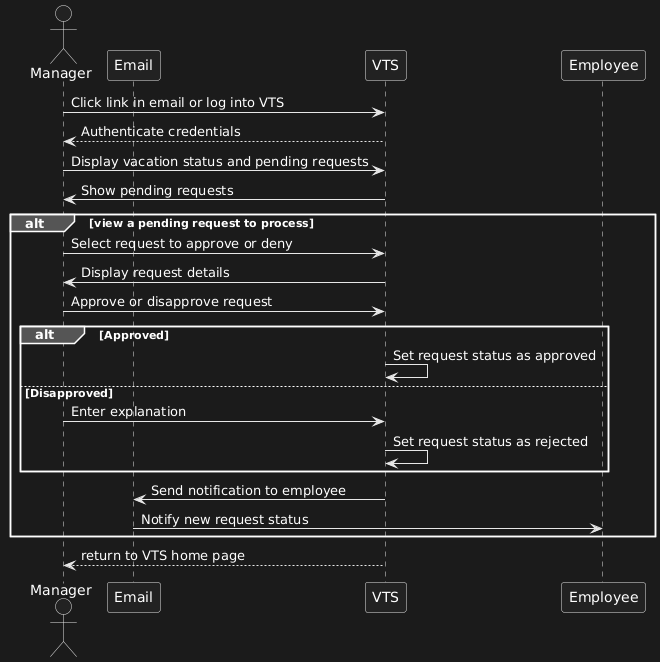 Manager
Email
VTS
Employee
Click link in email or log into VTS
Authenticate credentials
Display vacation status and pending requests
Show pending requests
alt
[view a pending request to process]
Select request to approve or deny
Display request details
Approve or disapprove request
alt
[Approved]
Set request status as approved
[Disapproved]
Enter explanation
Set request status as rejected
Send notification to employee
Notify new request status
return to VTS home page
Manager
Email
VTS
Employee